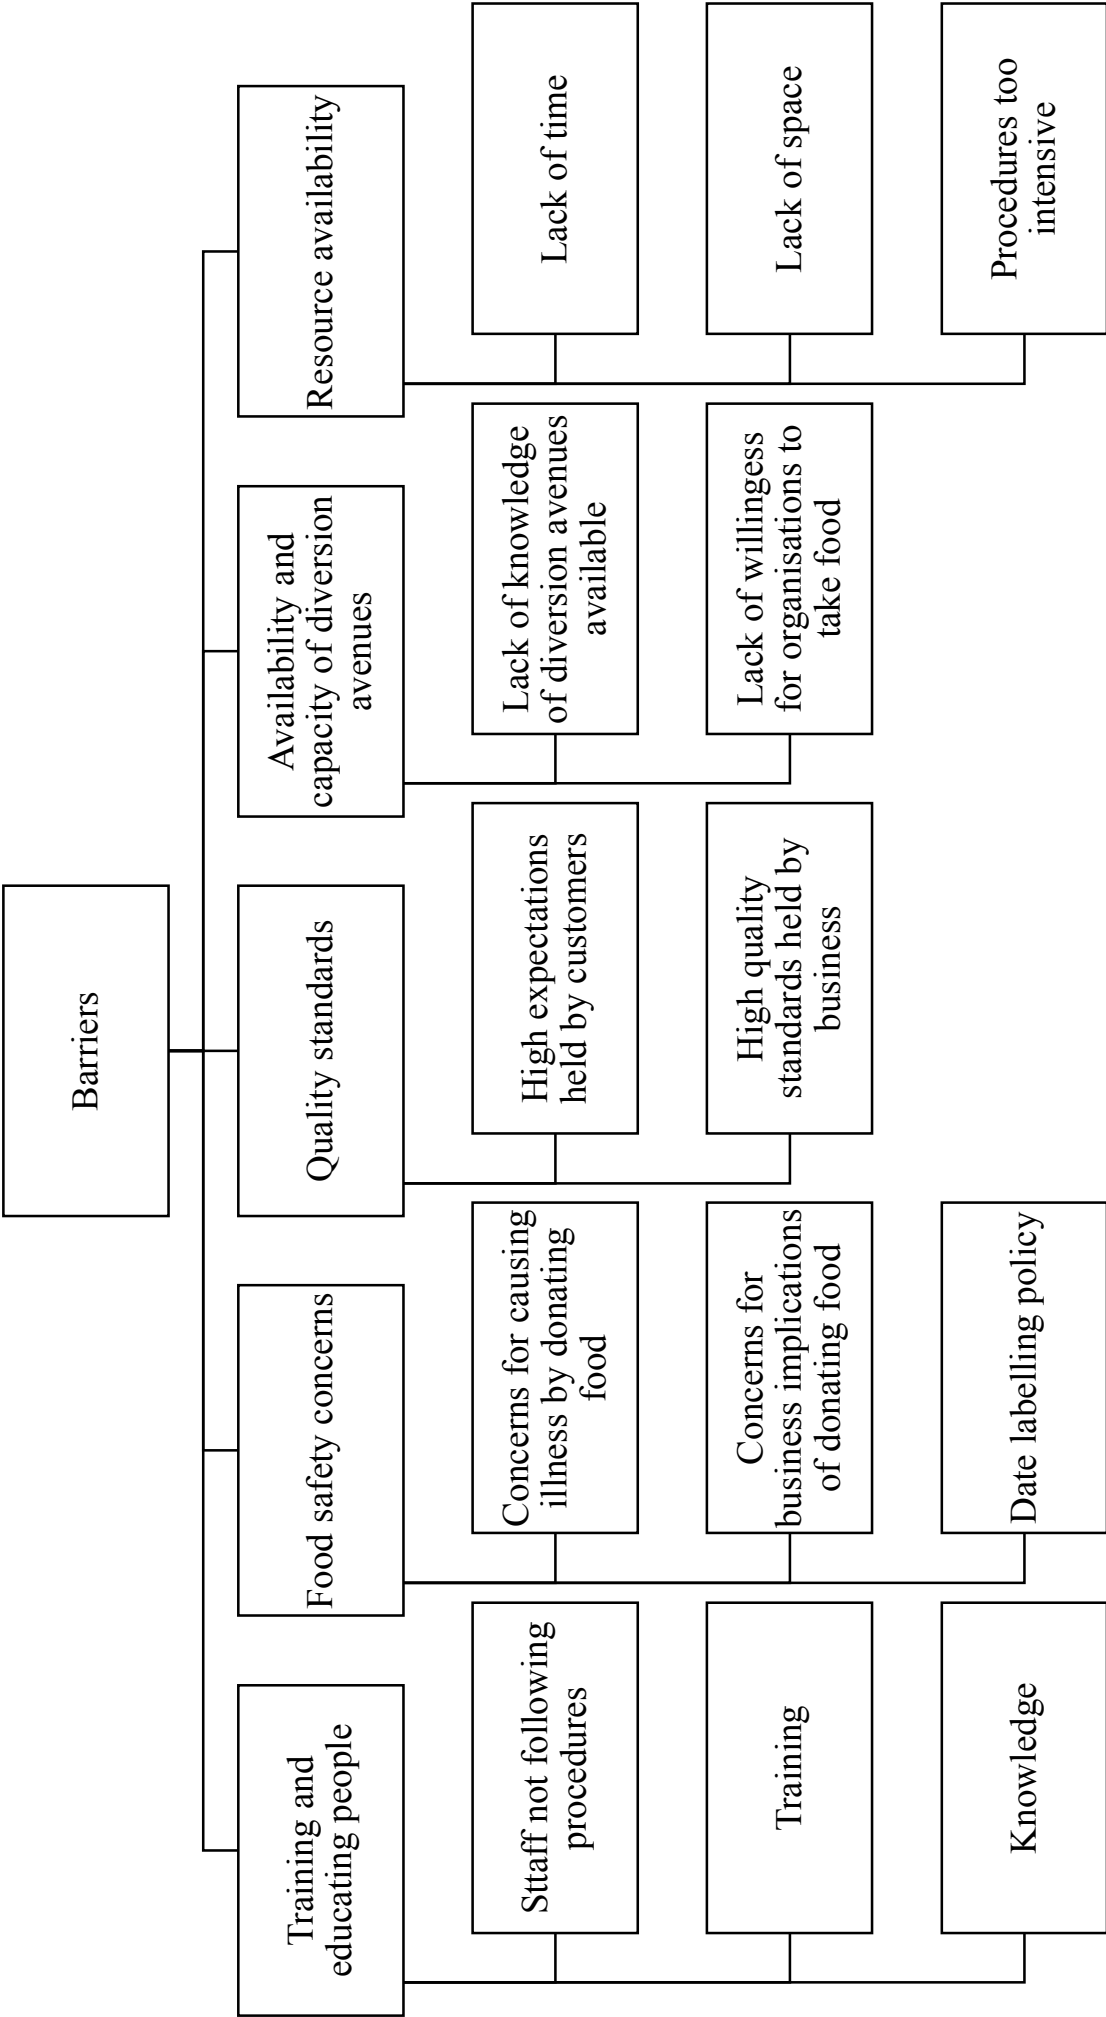 Barriers
Training and
educating people
Sttaff not following
procedures
Training
Knowledge
Food safety concerns
Concerns for causing
illness by donating
food
Concerns for
business implications
of donating food
Date labelling policy
Quality standards
High expectations
held by customers
High quality
standards held by
business
Availability and
capacity of diversion
avenues
Lack of knowledge
of diversion avenues
available
Lack of willingess
for organisations to
take food
Resource availability
Lack of time
Lack of space
Procedures too
intensive